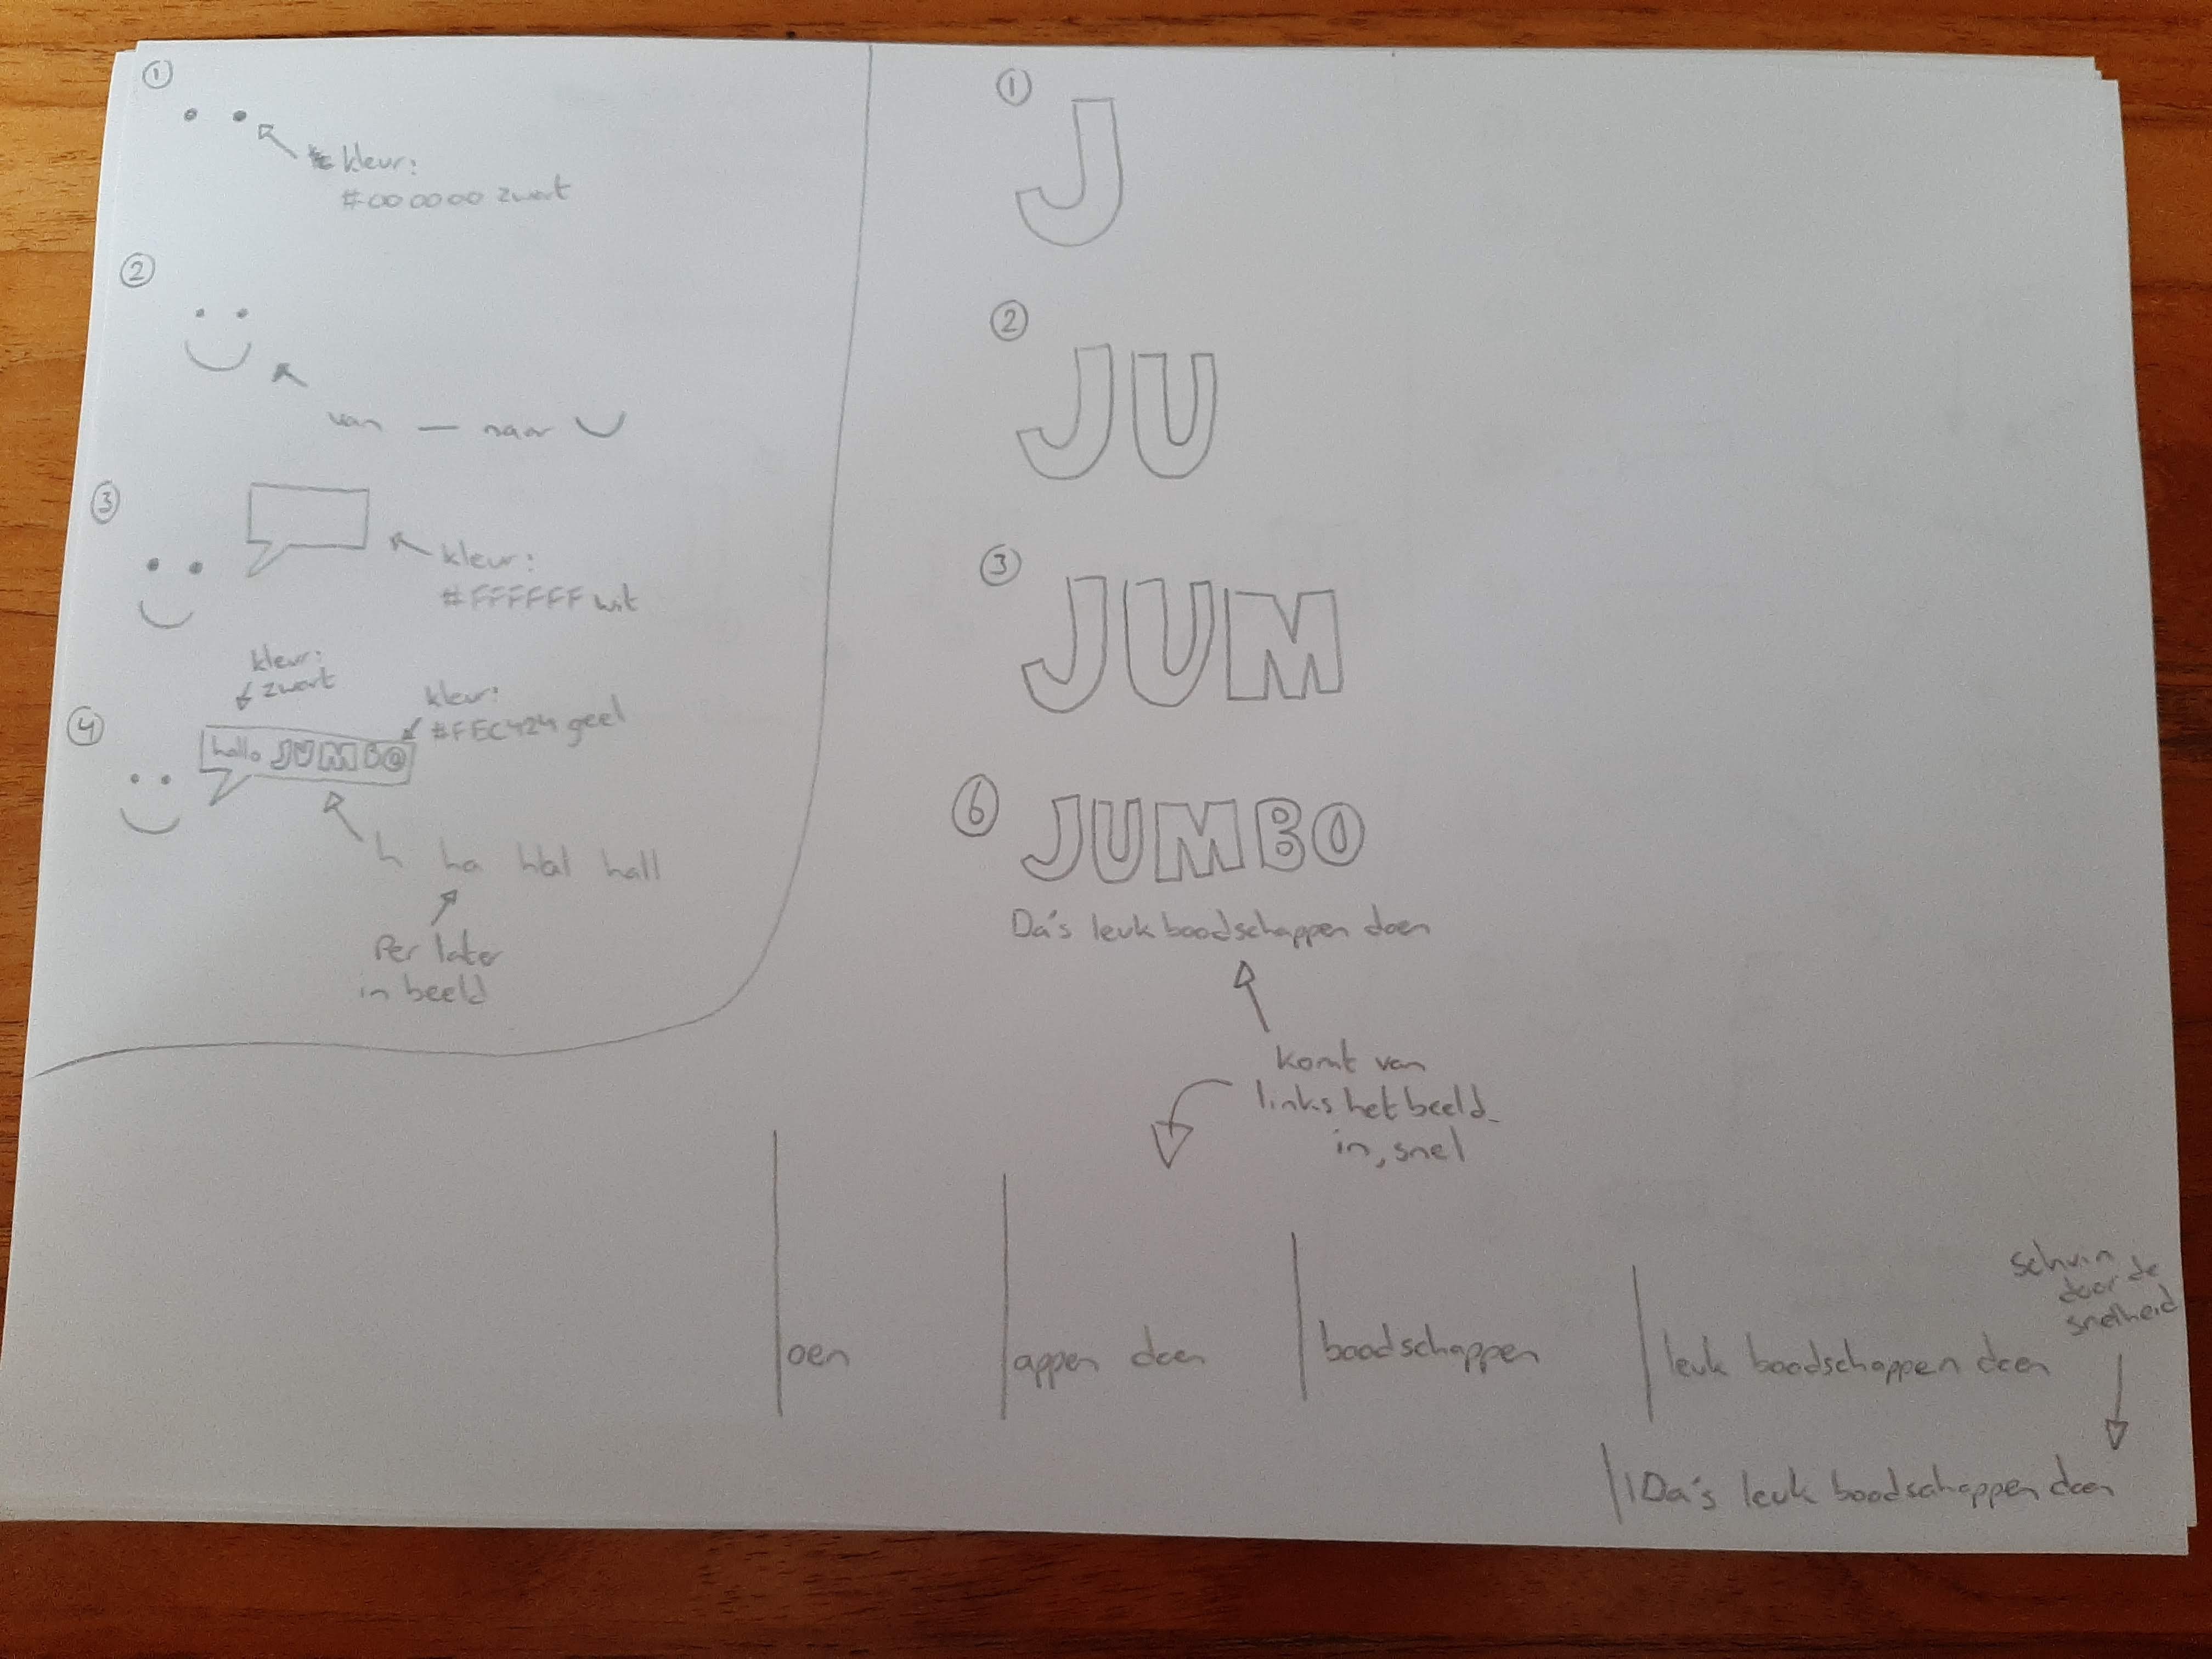 1
kleur:
#000000 zwart
2
van — naar
3
kleur:
#FFFFFF wit
kleur:
zwart
kleur:
#FEC424 geel
4
hallo JUMBO
h ha hal hall
Per later
in beeld
1
J
2
JU
3
JUM
6
JUMBO
Da's leuk boodschappen doen
komt van
links het beeld
in, snel
oen
appen doen
boodschappen
leuk boodschappen doen
schuin
door de
snelheid
Da's leuk boodschappen doen